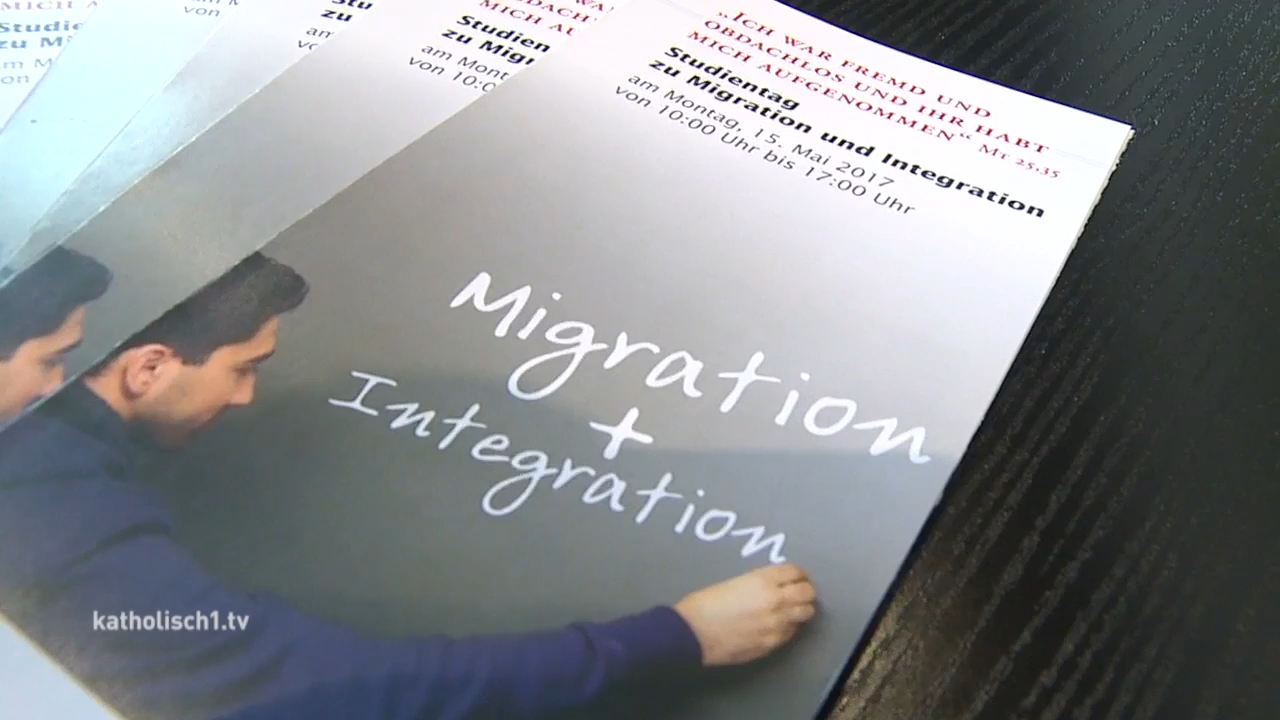 „ICH WAR FREMD UND
OBDACHLOS UND IHR HABT
MICH AUFGENOMMEN“ MT 25,35
Studientag
zu Migration und Integration
am Montag, 15. Mai 2017
von 10:00 Uhr bis 17:00 Uhr
Migration
+
Integration
katholisch1.tv